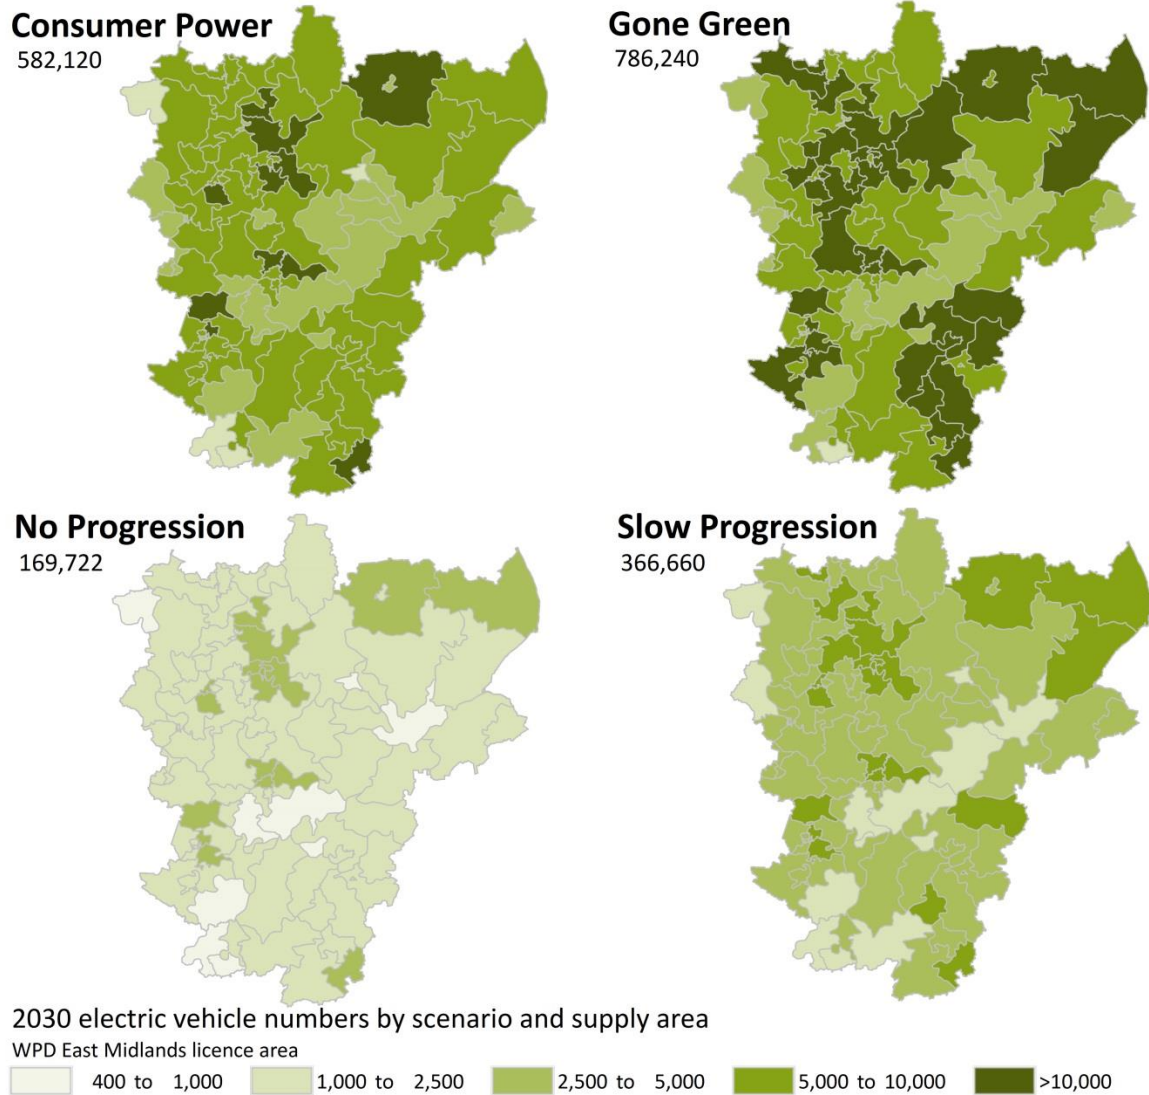 Consumer Power
582,120
Gone Green
786,240
No Progression
169,722
Slow Progression
366,660
2030 electric vehicle numbers by scenario and supply area
WPD East Midlands licence area
400 to 1,000
1,000 to 2,500
2,500 to 5,000
5,000 to 10,000
>10,000